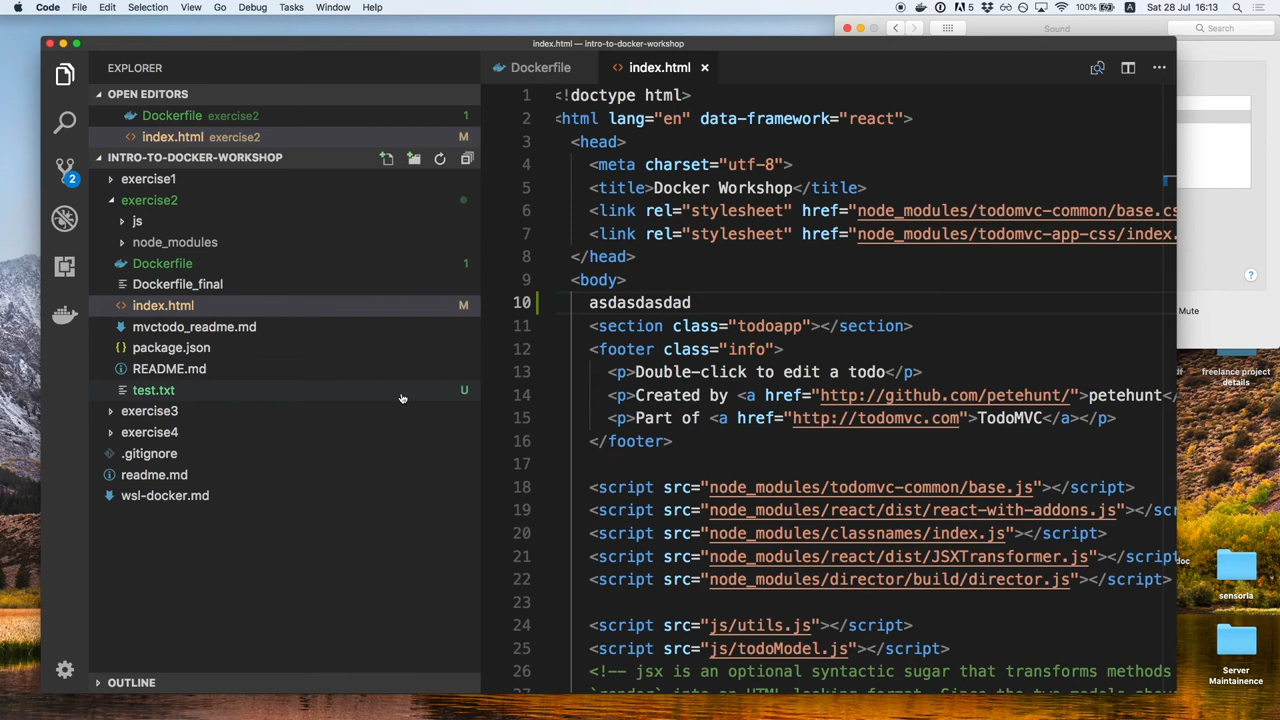 Code File Edit Selection View Go Debug Tasks Window Help
5 100% A Sat 28 Jul 16:13
Sound
Search
index.html — intro-to-docker-workshop
EXPLORER
Dockerfile
index.html
OPEN EDITORS
Dockerfile exercise2 1
index.html exercise2 M
INTRO-TO-DOCKER-WORKSHOP
exercise1
exercise2
js
node_modules
Dockerfile 1
Dockerfile_final
index.html M
mvctodo_readme.md
package.json
README.md
test.txt U
exercise3
exercise4
.gitignore
readme.md
wsl-docker.md
OUTLINE
2
1 <!doctype html>
2 <html lang="en" data-framework="react">
3 <head>
4 <meta charset="utf-8">
5 <title>Docker Workshop</title>
6 <link rel="stylesheet" href="node_modules/todomvc-common/base.cs
7 <link rel="stylesheet" href="node_modules/todomvc-app-css/index.
8 </head>
9 <body>
10 asdasdasdad
11 <section class="todoapp"></section>
12 <footer class="info">
13 <p>Double-click to edit a todo</p>
14 <p>Created by <a href="http://github.com/petehunt/">petehunt</
15 <p>Part of <a href="http://todomvc.com">TodoMVC</a></p>
16 </footer>
17
18 <script src="node_modules/todomvc-common/base.js"></script>
19 <script src="node_modules/react/dist/react-with-addons.js"></scr
20 <script src="node_modules/classnames/index.js"></script>
21 <script src="node_modules/react/dist/JSXTransformer.js"></script
22 <script src="node_modules/director/build/director.js"></script>
23
24 <script src="js/utils.js"></script>
25 <script src="js/todoModel.js"></script>
26 <!-- jsx is an optional syntactic sugar that transforms methods
?
Mute
freelance project
details
doc
sensorla
Server
Maintainence